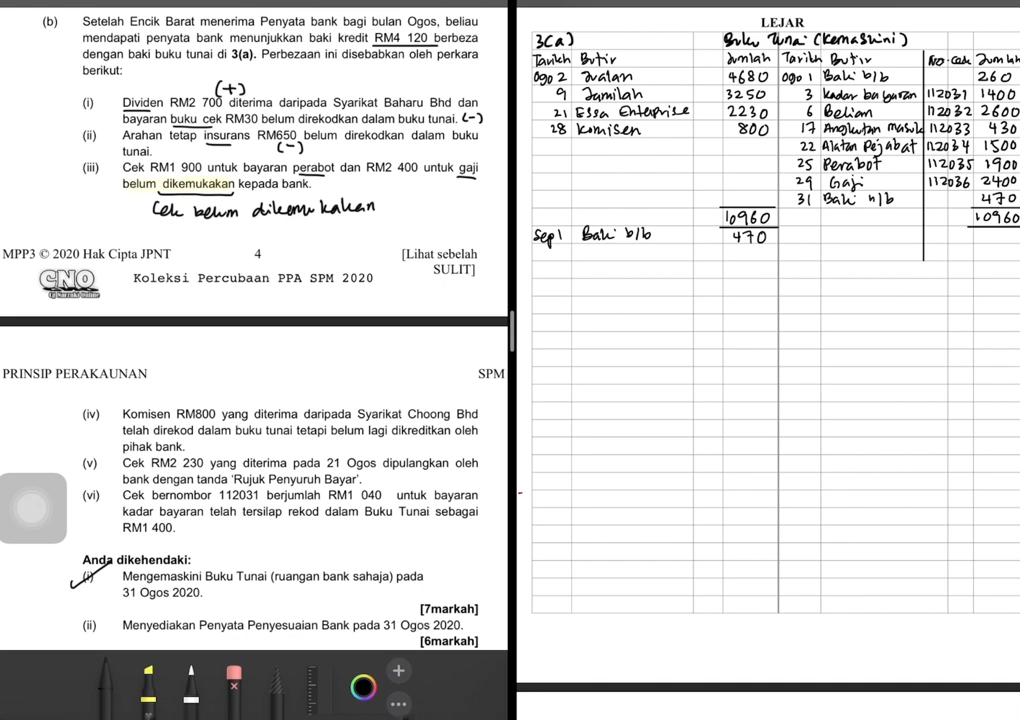 (b) Setelah Encik Barat menerima Penyata bank bagi bulan Ogos, beliau
mendapati penyata bank menunjukkan baki kredit RM4 120 berbeza
dengan baki buku tunai di 3(a). Perbezaan ini disebabkan oleh perkara
berikut:
(+)
(i) Dividen RM2 700 diterima daripada Syarikat Baharu Bhd dan
bayaran buku cek RM30 belum direkodkan dalam buku tunai. (-)
(ii) Arahan tetap insurans RM650 belum direkodkan dalam buku
tunai. (-)
(iii) Cek RM1 900 untuk bayaran perabot dan RM2 400 untuk gaji
belum dikemukakan kepada bank.
Cek belum dikemukakan
MPP3 © 2020 Hak Cipta JPNT 4 [Lihat sebelah
SULIT]
CNO Koleksi Percubaan PPA SPM 2020
PRINSIP PERAKAUNAN SPM
(iv) Komisen RM800 yang diterima daripada Syarikat Choong Bhd
telah direkod dalam buku tunai tetapi belum lagi dikreditkan oleh
pihak bank.
(v) Cek RM2 230 yang diterima pada 21 Ogos dipulangkan oleh
bank dengan tanda 'Rujuk Penyuruh Bayar'.
(vi) Cek bernombor 112031 berjumlah RM1 040 untuk bayaran
kadar bayaran telah tersilap rekod dalam Buku Tunai sebagai
RM1 400.
Anda dikehendaki:
(i) Mengemaskini Buku Tunai (ruangan bank sahaja) pada
31 Ogos 2020.
[7markah]
(ii) Menyediakan Penyata Penyesuaian Bank pada 31 Ogos 2020.
[6markah]
LEJAR
3(a) Buku Tunai (Kemaskini)
Tarikh Butir Jumlah Tarikh Butir No. cek Jumlah
Ogo 2 Jualan 4680 Ogo 1 Baki b/b 260
9 Jamilah 3250 3 Kadar bayaran 112031 1400
21 Essa Enterprise 2230 6 Belian 112032 2600
28 Komisen 800 17 Angkutan masuk 112033 430
22 Alatan Pejabat 112034 1500
25 Perabot 112035 1900
29 Gaji 112036 2400
31 Baki h/b 470
10960 10960
Sep 1 Baki b/b 470